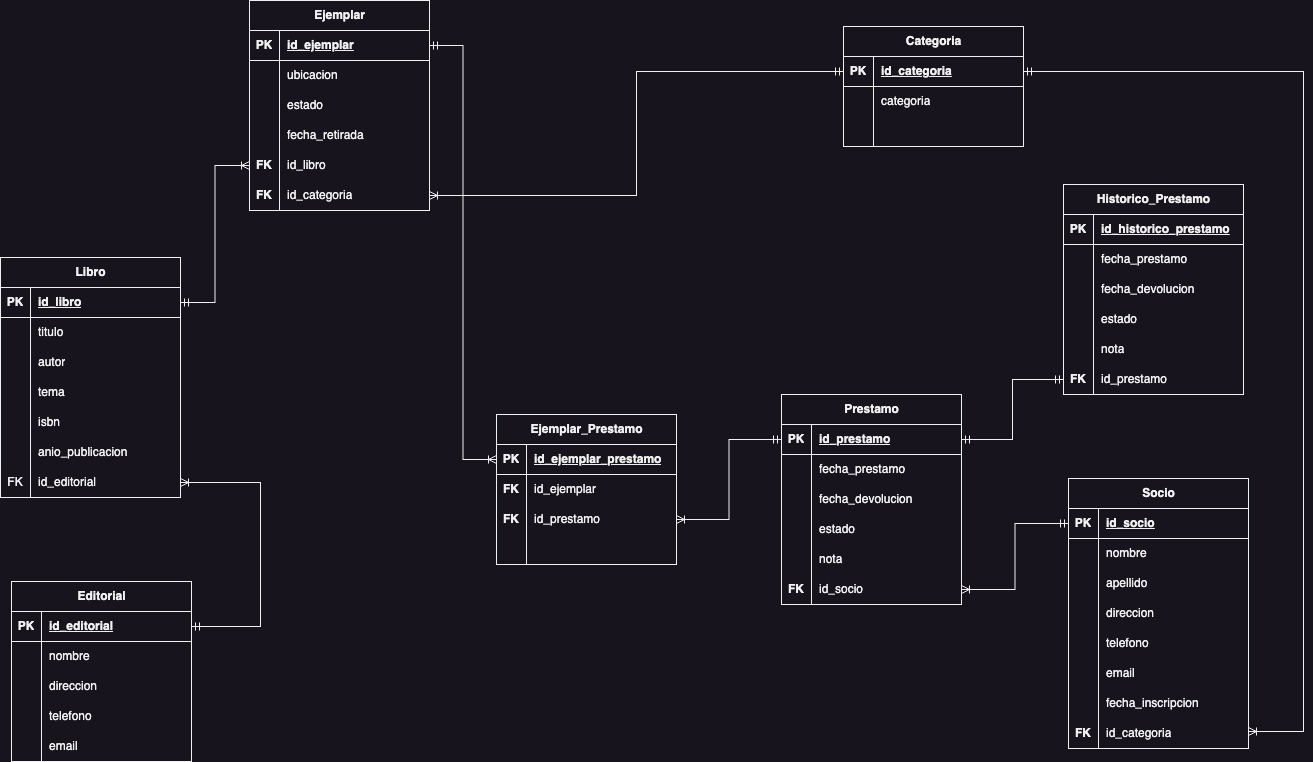 Ejemplar
PK id_ejemplar
ubicacion
estado
fecha_retirada
FK id_libro
FK id_categoria
Categoria
PK id_categoria
categoria
Historico_Prestamo
PK id_historico_prestamo
fecha_prestamo
fecha_devolucion
estado
nota
FK id_prestamo
Libro
PK id_libro
titulo
autor
tema
isbn
anio_publicacion
FK id_editorial
Ejemplar_Prestamo
PK id_ejemplar_prestamo
FK id_ejemplar
FK id_prestamo
Prestamo
PK id_prestamo
fecha_prestamo
fecha_devolucion
estado
nota
FK id_socio
Socio
PK id_socio
nombre
apellido
direccion
telefono
email
fecha_inscripcion
FK id_categoria
Editorial
PK id_editorial
nombre
direccion
telefono
email